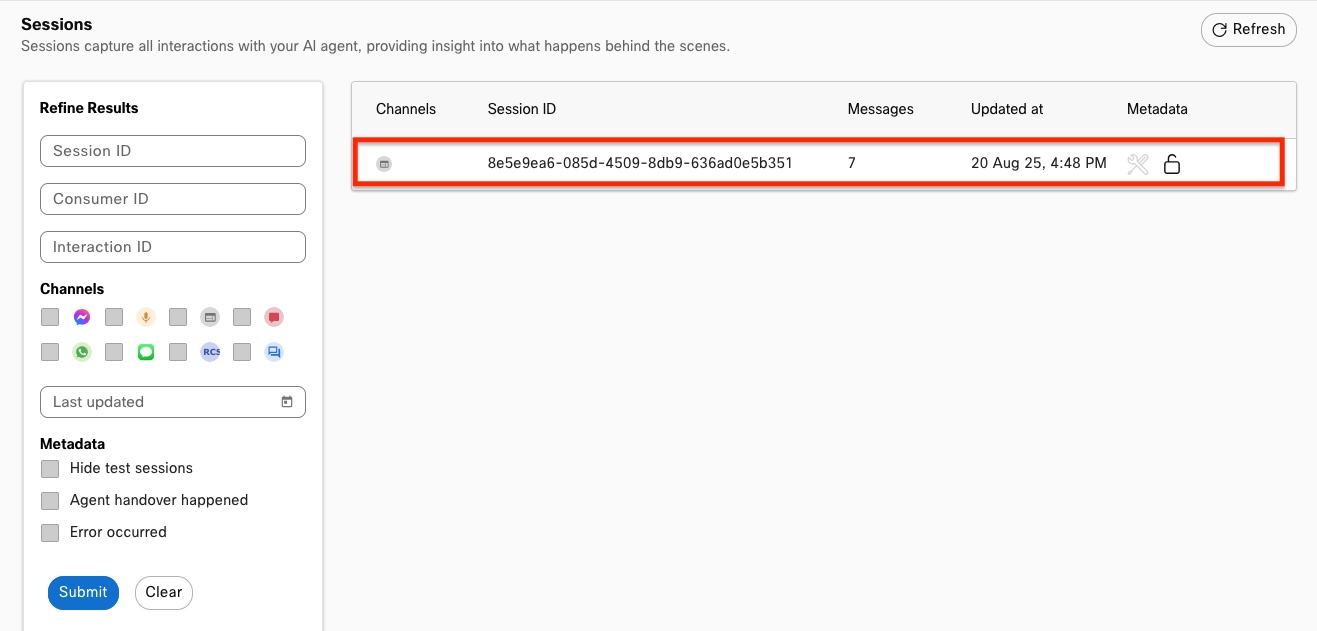 Sessions
Sessions capture all interactions with your AI agent, providing insight into what happens behind the scenes.
Refresh
Refine Results
Session ID
Consumer ID
Interaction ID
Channels
RCS
Last updated
Metadata
Hide test sessions
Agent handover happened
Error occurred
Submit Clear
Channels Session ID Messages Updated at Metadata
8e5e9ea6-085d-4509-8db9-636ad0e5b351 7 20 Aug 25, 4:48 PM